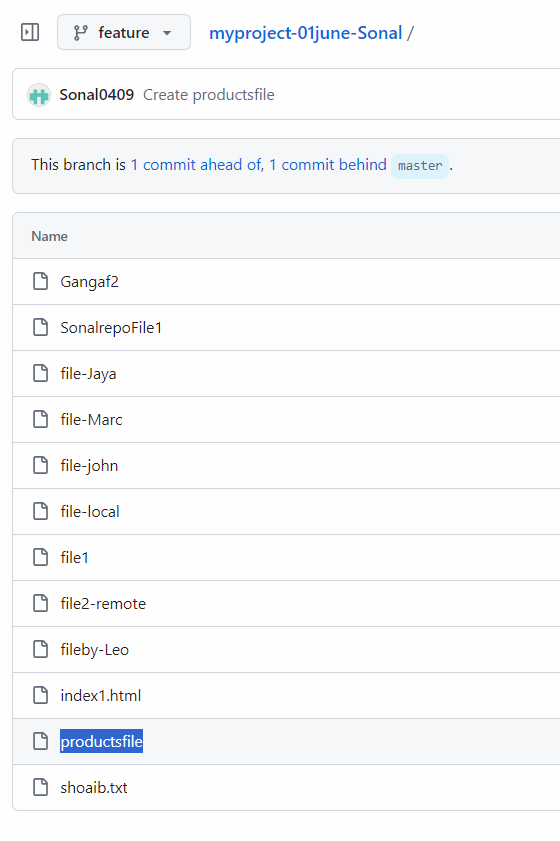 feature myproject-01june-Sonal /
Sonal0409 Create productsfile
This branch is 1 commit ahead of, 1 commit behind master .
Name
Gangaf2
SonalrepoFile1
file-Jaya
file-Marc
file-john
file-local
file1
file2-remote
fileby-Leo
index1.html
productsfile
shoaib.txt